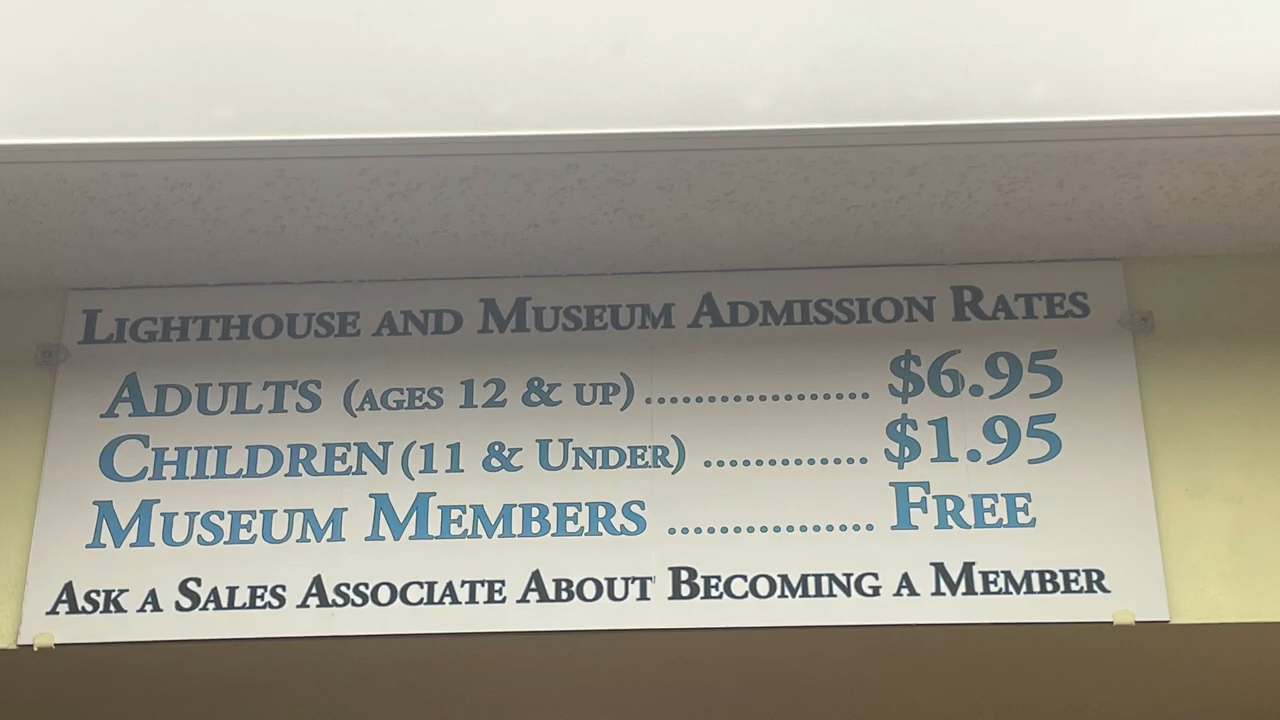 Lighthouse and Museum Admission Rates
Adults (ages 12 & up) .................. $6.95
Children (11 & Under) ............. $1.95
Museum Members ................ Free
Ask a Sales Associate About Becoming a Member